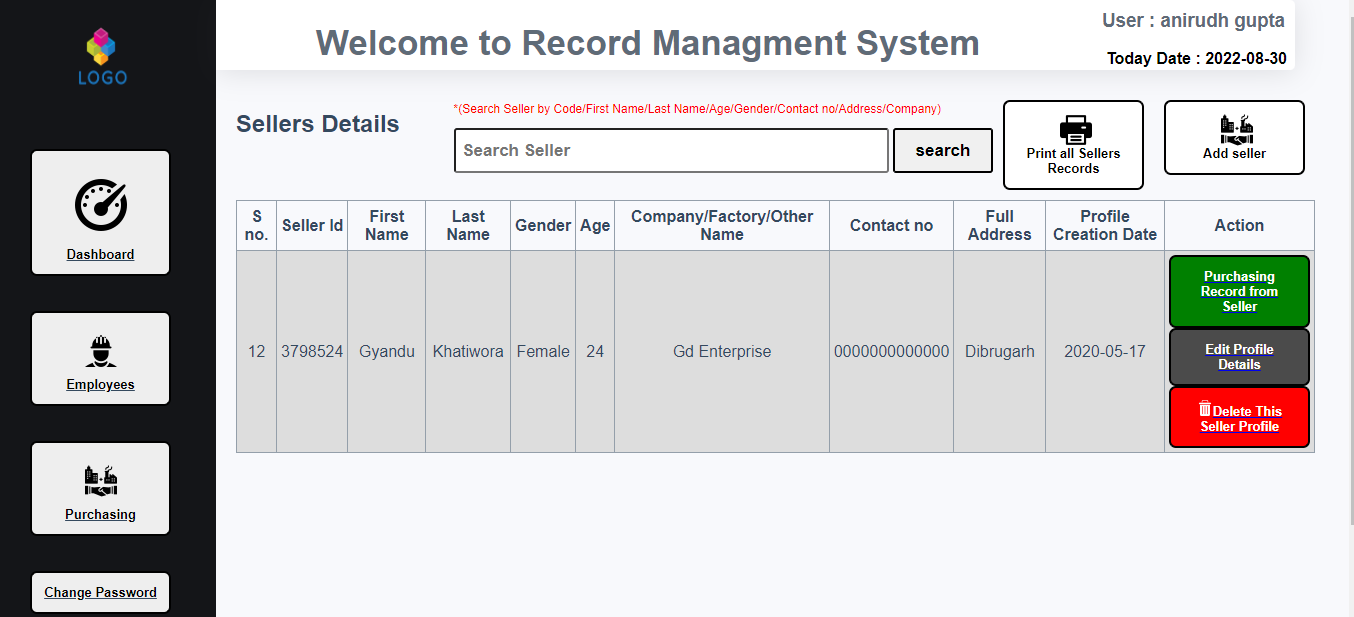 LOGO
Dashboard
Employees
Purchasing
Change Password
Welcome to Record Managment System
User : anirudh gupta
Today Date : 2022-08-30
Sellers Details
*(Search Seller by Code/First Name/Last Name/Age/Gender/Contact no/Address/Company)
Search Seller
search
Print all Sellers
Records
Add seller
S
no.
Seller Id
First
Name
Last
Name
Gender
Age
Company/Factory/Other
Name
Contact no
Full
Address
Profile
Creation Date
Action
12
3798524
Gyandu
Khatiwora
Female
24
Gd Enterprise
0000000000000
Dibrugarh
2020-05-17
Purchasing
Record from
Seller
Edit Profile
Details
Delete This
Seller Profile